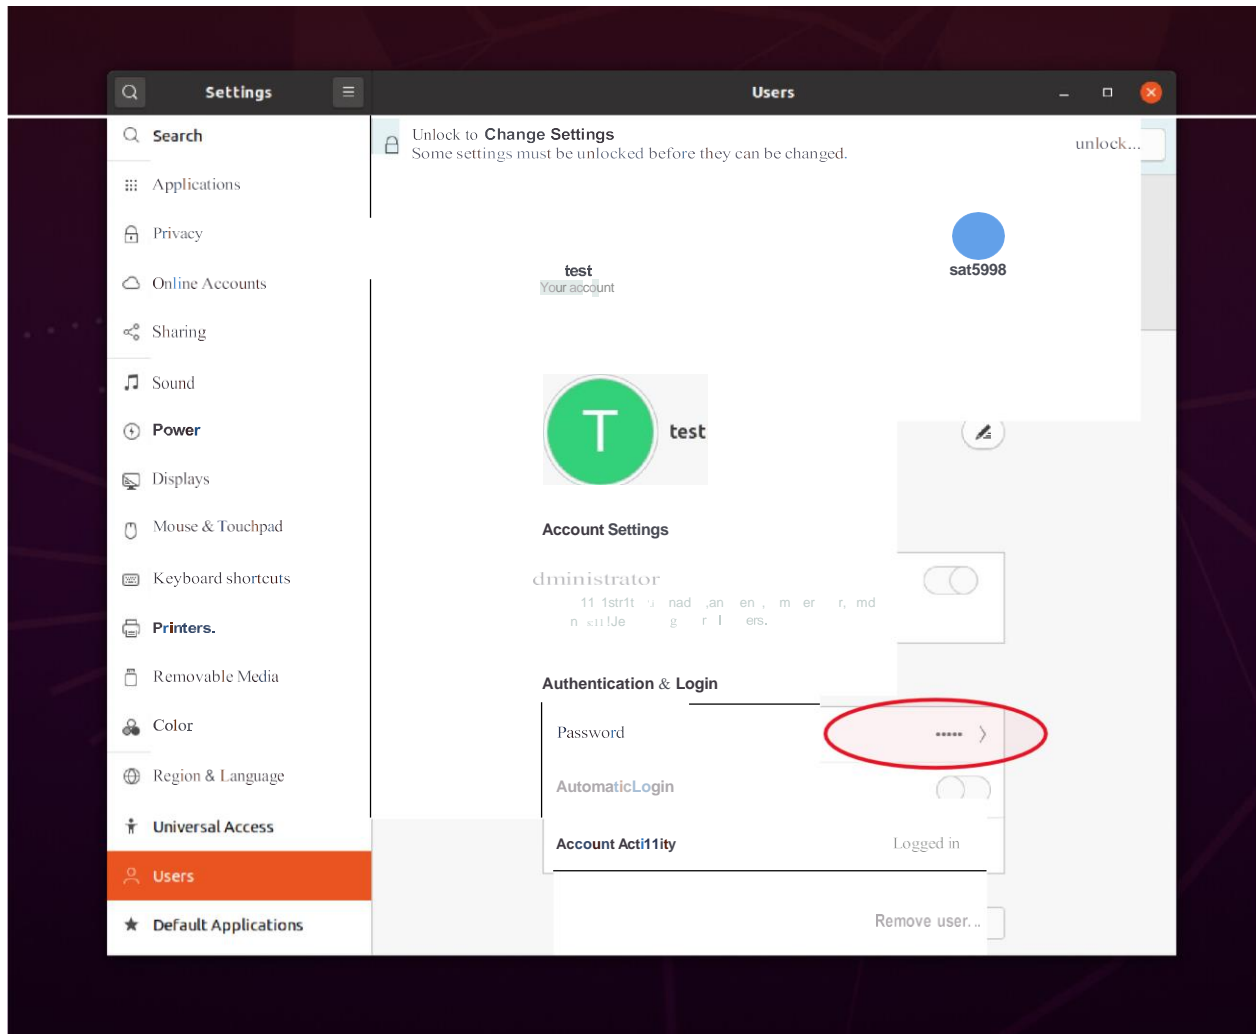 Settings
Users
Search
Unlock to Change Settings
Some settings must be unlocked before they can be changed.
unlock...
Applications
Privacy
Online Accounts
Sharing
Sound
Power
Displays
Mouse & Touchpad
Keyboard shortcuts
Printers.
Removable Media
Color
Region & Language
Universal Access
Users
Default Applications
test
Your account
sat5998
T
test
Account Settings
dministrator
Authentication & Login
Password
•••••
AutomaticLogin
Account Acti11ity
Logged in
Remove user...